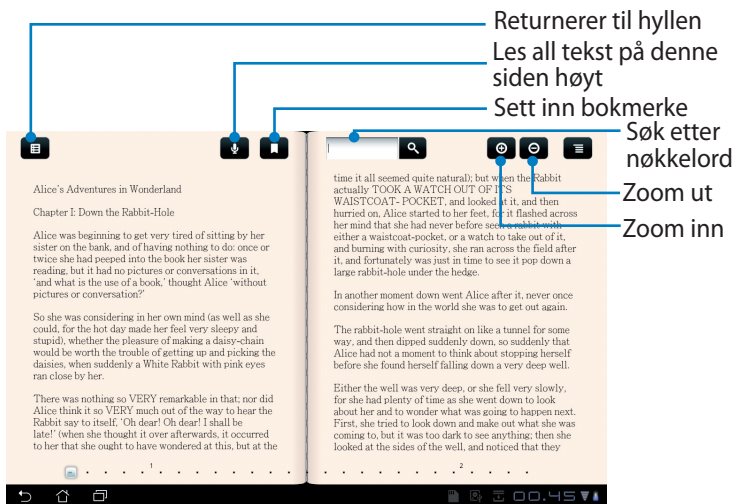 Returnerer til hyllen
Les all tekst på denne
siden høyt
Sett inn bokmerke
Søk etter
nøkkelord
Zoom ut
Zoom inn
Alice's Adventures in Wonderland
Chapter I: Down the Rabbit-Hole
Alice was beginning to get very tired of sitting by her
sister on the bank, and of having nothing to do: once or
twice she had peeped into the book her sister was
reading, but it had no pictures or conversations in it,
'and what is the use of a book,' thought Alice 'without
pictures or conversation?'
So she was considering in her own mind (as well as she
could, for the hot day made her feel very sleepy and
stupid), whether the pleasure of making a daisy-chain
would be worth the trouble of getting up and picking the
daisies, when suddenly a White Rabbit with pink eyes
ran close by her.
There was nothing so VERY remarkable in that; nor did
Alice think it so VERY much out of the way to hear the
Rabbit say to itself, 'Oh dear! Oh dear! I shall be
late!' (when she thought it over afterwards, it occurred
to her that she ought to have wondered at this, but at the
time it all seemed quite natural); but when the Rabbit
actually TOOK A WATCH OUT OF ITS
WAISTCOAT- POCKET, and looked at it, and then
hurried on, Alice started to her feet, for it flashed across
her mind that she had never before seen a rabbit with
either a waistcoat-pocket, or a watch to take out of it,
and burning with curiosity, she ran across the field after
it, and fortunately was just in time to see it pop down a
large rabbit-hole under the hedge.
In another moment down went Alice after it, never once
considering how in the world she was to get out again.
The rabbit-hole went straight on like a tunnel for some
way, and then dipped suddenly down, so suddenly that
Alice had not a moment to think about stopping herself
before she found herself falling down a very deep well.
Either the well was very deep, or she fell very slowly,
for she had plenty of time as she went down to look
about her and to wonder what was going to happen next.
First, she tried to look down and make out what she was
coming to, but it was too dark to see anything; then she
looked at the sides of the well, and noticed that they
1
2
00.45